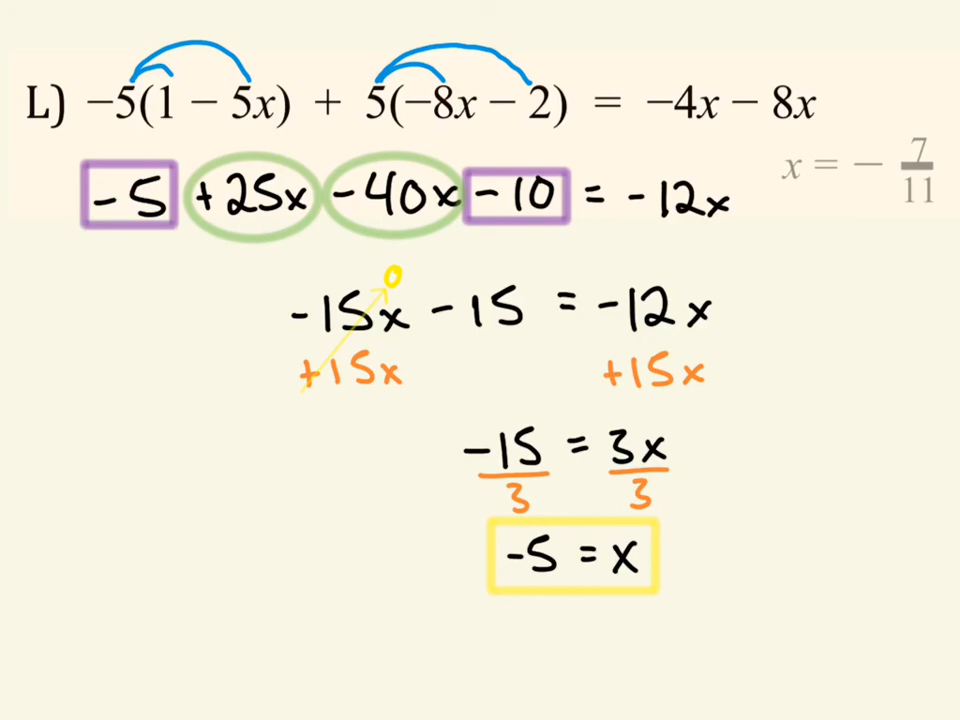 L) −5(1 − 5x) + 5(−8x − 2) = −4x − 8x
x = − 7/11
-5 +25x -40x -10 = -12x
0
-15x -15 = -12x
+15x +15x
-15 = 3x
3 3
-5 = x